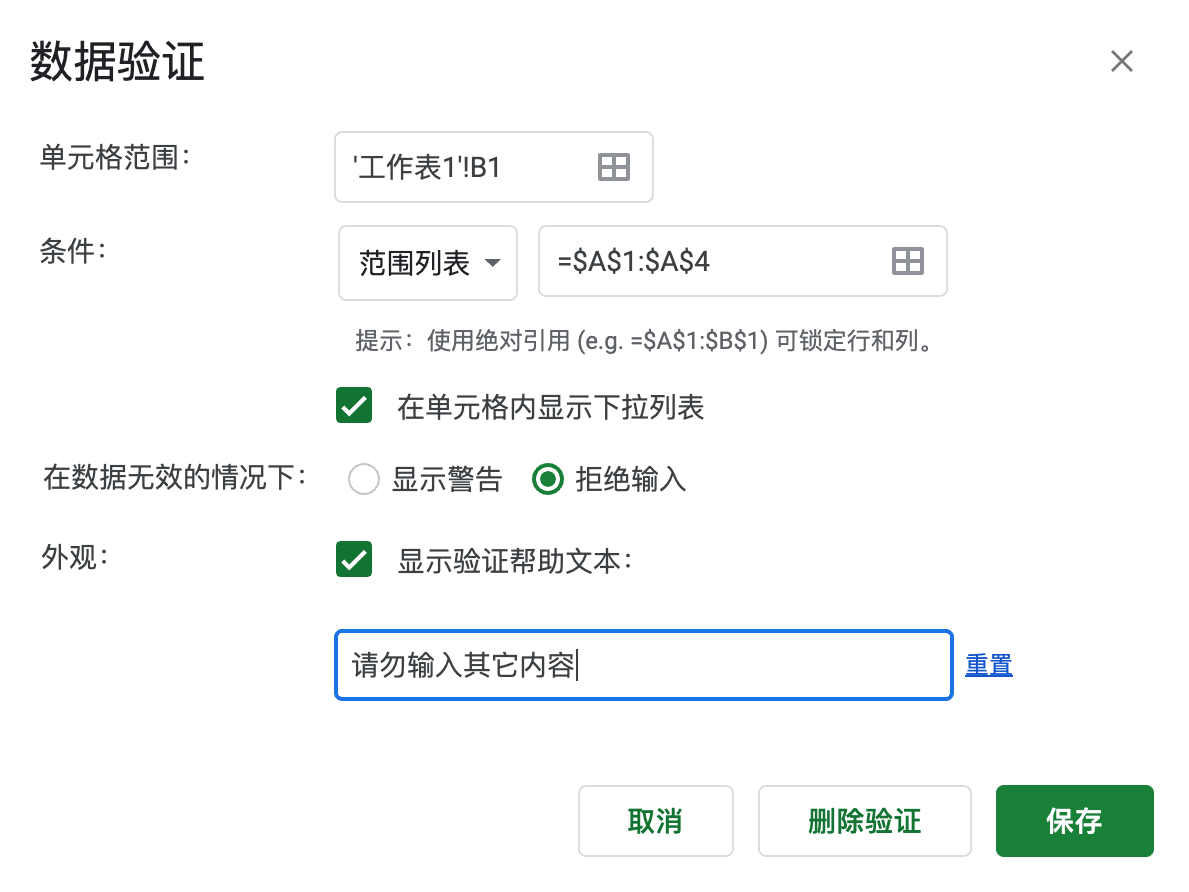 数据验证
单元格范围：
'工作表1'!B1
条件：
范围列表
=$A$1:$A$4
提示：使用绝对引用 (e.g. =$A$1:$B$1) 可锁定行和列。
在单元格内显示下拉列表
在数据无效的情况下：
显示警告
拒绝输入
外观：
显示验证帮助文本：
请勿输入其它内容
重置
取消
删除验证
保存